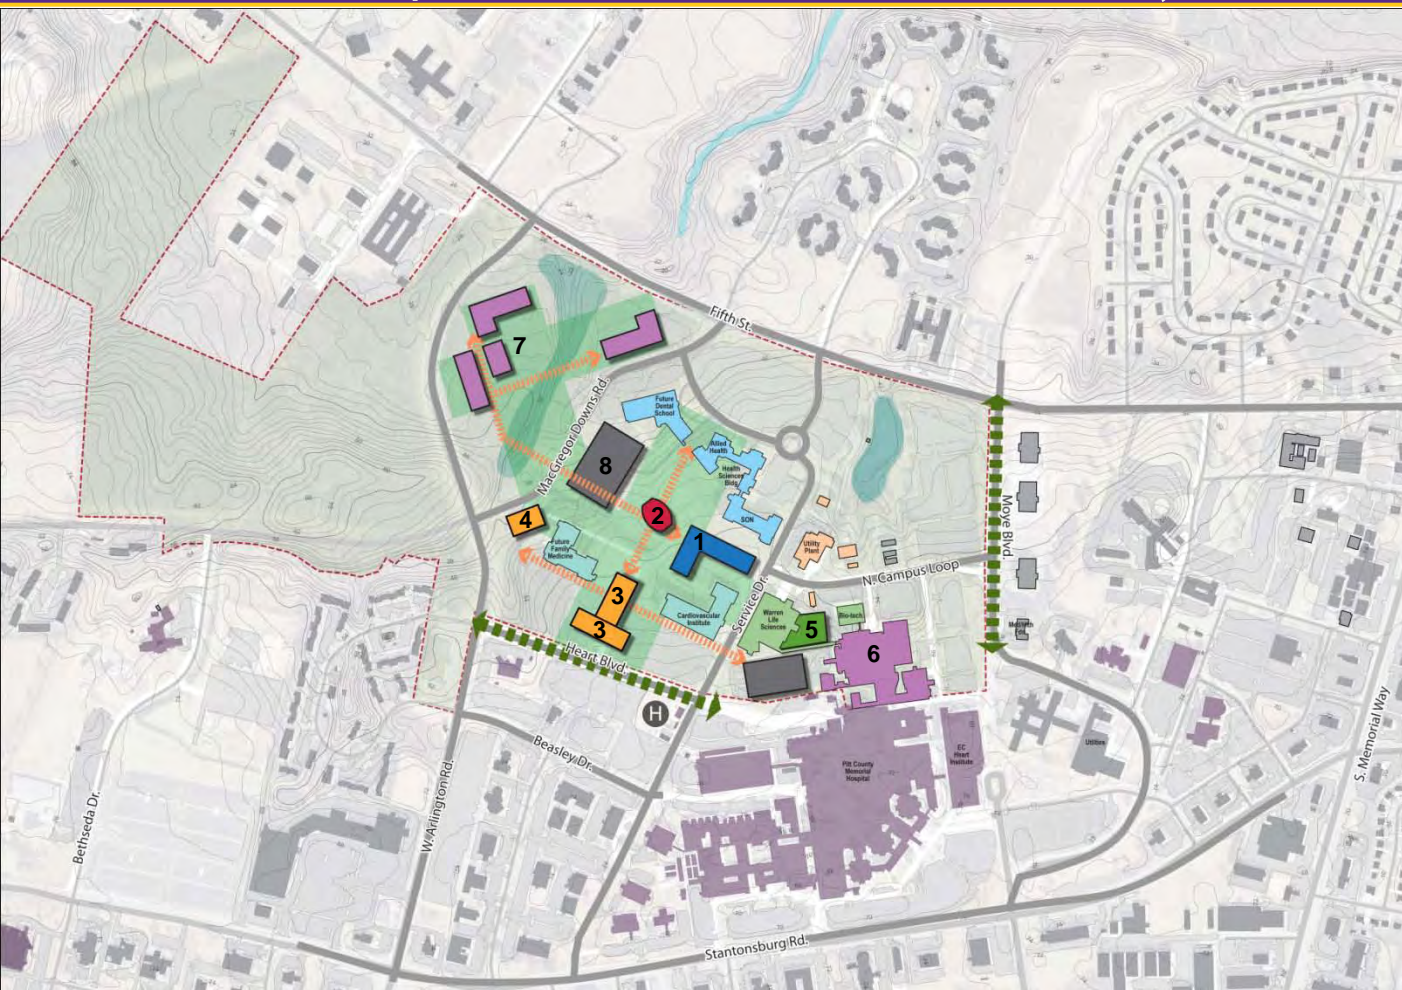 Fifth St.
7
MacGregor Downs Rd.
Future
Dental
School
Allied
Health
Health
Sciences
Bldg
8
SON
2
4
1
Future
Family
Medicine
Utility
Plant
Moye Blvd.
N. Campus Loop
3
3
Cardiovascular
Institute
Service Dr.
Warren
Life
Sciences
Bio-tech
5
6
Heart Blvd.
H
Beasley Dr.
Pitt County
Memorial
Hospital
EC
Heart
Institute
Utilities
S. Memorial Way
W. Arlington Rd.
Bethseda Dr.
Stantonsburg Rd.